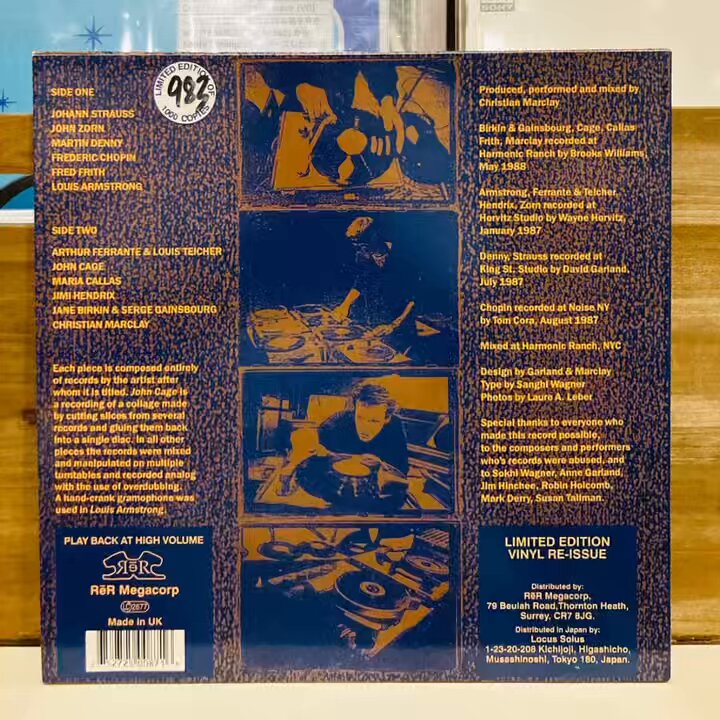 SONY
LIMITED EDITION OF
982
1000 COPIES
SIDE ONE
JOHANN STRAUSS
JOHN ZORN
MARTIN DENNY
FREDERIC CHOPIN
FRED FRITH
LOUIS ARMSTRONG
SIDE TWO
ARTHUR FERRANTE & LOUIS TEICHER
JOHN CAGE
MARIA CALLAS
JIMI HENDRIX
JANE BIRKIN & SERGE GAINSBOURG
CHRISTIAN MARCLAY
Each piece is composed entirely
of records by the artist after
whom it is titled. John Cage is
a recording of a collage made
by cutting slices from several
records and gluing them back
into a single disc. In all other
pieces the records were mixed
and manipulated on multiple
turntables and recorded analog
with the use of overdubbing.
A hand-crank gramophone was
used in Louis Armstrong.
PLAY BACK AT HIGH VOLUME
RēR
RēR Megacorp
LC 2677
Made in UK
Produced, performed and mixed by
Christian Marclay
Birkin & Gainsbourg, Cage, Callas
Frith, Marclay recorded at
Harmonic Ranch by Brooks Williams,
May 1988
Armstrong, Ferrante & Teicher,
Hendrix, Zorn recorded at
Horvitz Studio by Wayne Horvitz,
January 1987
Denny, Strauss recorded at
King St. Studio by David Garland,
July 1987
Chopin recorded at Noise NY
by Tom Cora, August 1987
Mixed at Harmonic Ranch, NYC
Design by Garland & Marclay
Type by Sanghi Wagner
Photos by Laure A. Leber
Special thanks to everyone who
made this record possible,
to the composers and performers
who's records were abused, and
to Sokhi Wagner, Anne Garland,
Jim Hinchee, Robin Holcomb,
Mark Derry, Susan Tallman.
LIMITED EDITION
VINYL RE-ISSUE
Distributed by:
RēR Megacorp,
79 Beulah Road,Thornton Heath,
Surrey, CR7 8JG.
Distributed in Japan by:
Locus Solus
1-23-20-208 Kichijoji, Higashicho,
Musashinoshi, Tokyo 180, Japan.